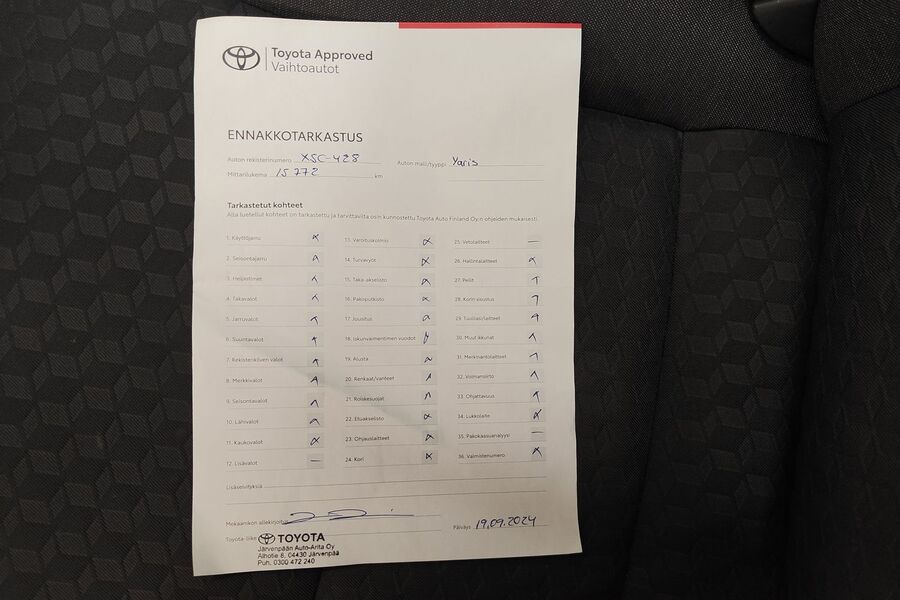 Toyota Approved
Vaihtoautot
ENNAKKOTARKASTUS
Auton rekisterinumero XSC-428 Auton malli/tyyppi Yaris
Mittarilukema 15 772 km
Tarkastetut kohteet
Alla luetellut kohteet on tarkastettu ja tarvittavilta osin kunnostettu Toyota Auto Finland Oy:n ohjeiden mukaisesti.
1. Käyttöjarru
2. Seisontajarru
3. Heijastimet
4. Takavalot
5. Jarruvalot
6. Suuntavalot
7. Rekisterikilven valot
8. Merkkivalot
9. Seisontavalot
10. Lähivalot
11. Kaukovalot
12. Lisävalot —
13. Varoituskolmio
14. Turvavyöt
15. Taka-akselisto
16. Pakoputkisto
17. Jousitus
18. Iskunvaimentimen vuodot
19. Alusta
20. Renkaat/vanteet
21. Roiskesuojat
22. Etuakselisto
23. Ohjauslaitteet
24. Kori
25. Vetolaitteet —
26. Hallintalaitteet
27. Peilit
28. Korin sisustus
29. Tuulilasi/laitteet
30. Muut ikkunat
31. Merkinantolaitteet
32. Voimansiirto
33. Ohjattavuus
34. Lukkolaite
35. Pakokaasuanalyysi —
36. Valmistenumero
Lisäselvityksiä
Mekaanikon allekirjoitus
Päiväys 19.09.2024
Toyota-liike TOYOTA
Järvenpään Auto-Arita Oy
Alhotie 8, 04430 Järvenpää
Puh. 0300 472 240